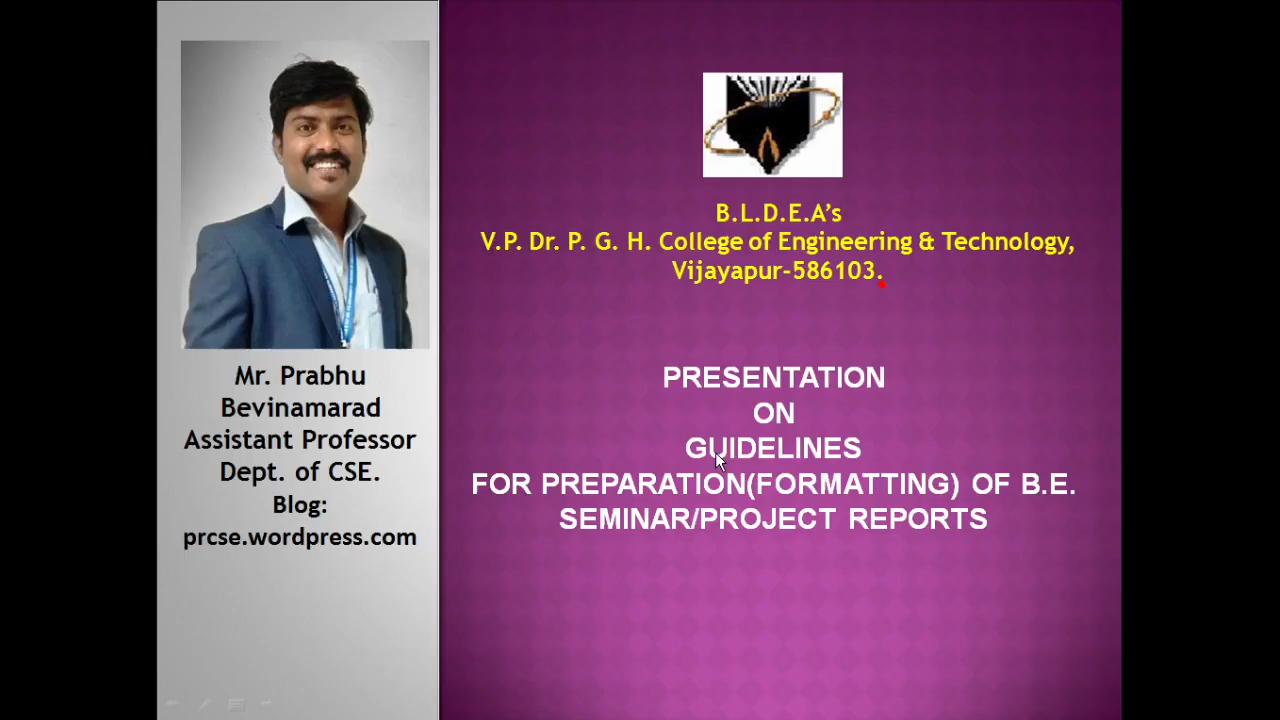 Mr. Prabhu
Bevinamarad
Assistant Professor
Dept. of CSE.
Blog:
prcse.wordpress.com
B.L.D.E.A’s
V.P. Dr. P. G. H. College of Engineering & Technology,
Vijayapur-586103.
PRESENTATION
ON
GUIDELINES
FOR PREPARATION(FORMATTING) OF B.E.
SEMINAR/PROJECT REPORTS